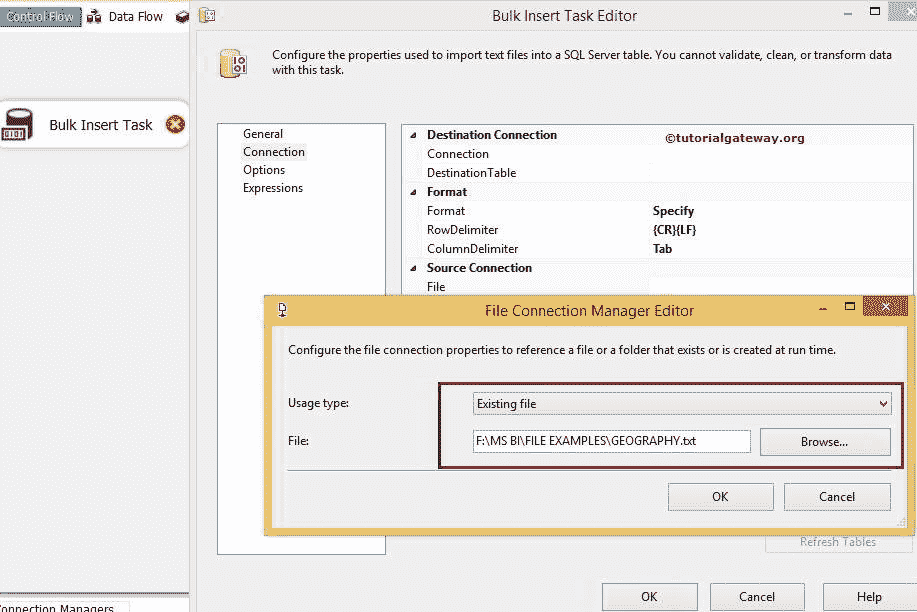 Control Flow Data Flow
Bulk Insert Task Editor
Configure the properties used to import text files into a SQL Server table. You cannot validate, clean, or transform data
with this task.
Bulk Insert Task
General
Connection
Options
Expressions
Destination Connection
©tutorialgateway.org
Connection
DestinationTable
Format
Format Specify
RowDelimiter {CR}{LF}
ColumnDelimiter Tab
Source Connection
File
File Connection Manager Editor
Configure the file connection properties to reference a file or a folder that exists or is created at run time.
Usage type: Existing file
File: F:\MS BI\FILE EXAMPLES\GEOGRAPHY.txt Browse...
OK Cancel
Refresh Tables
OK Cancel Help
onnection Managers